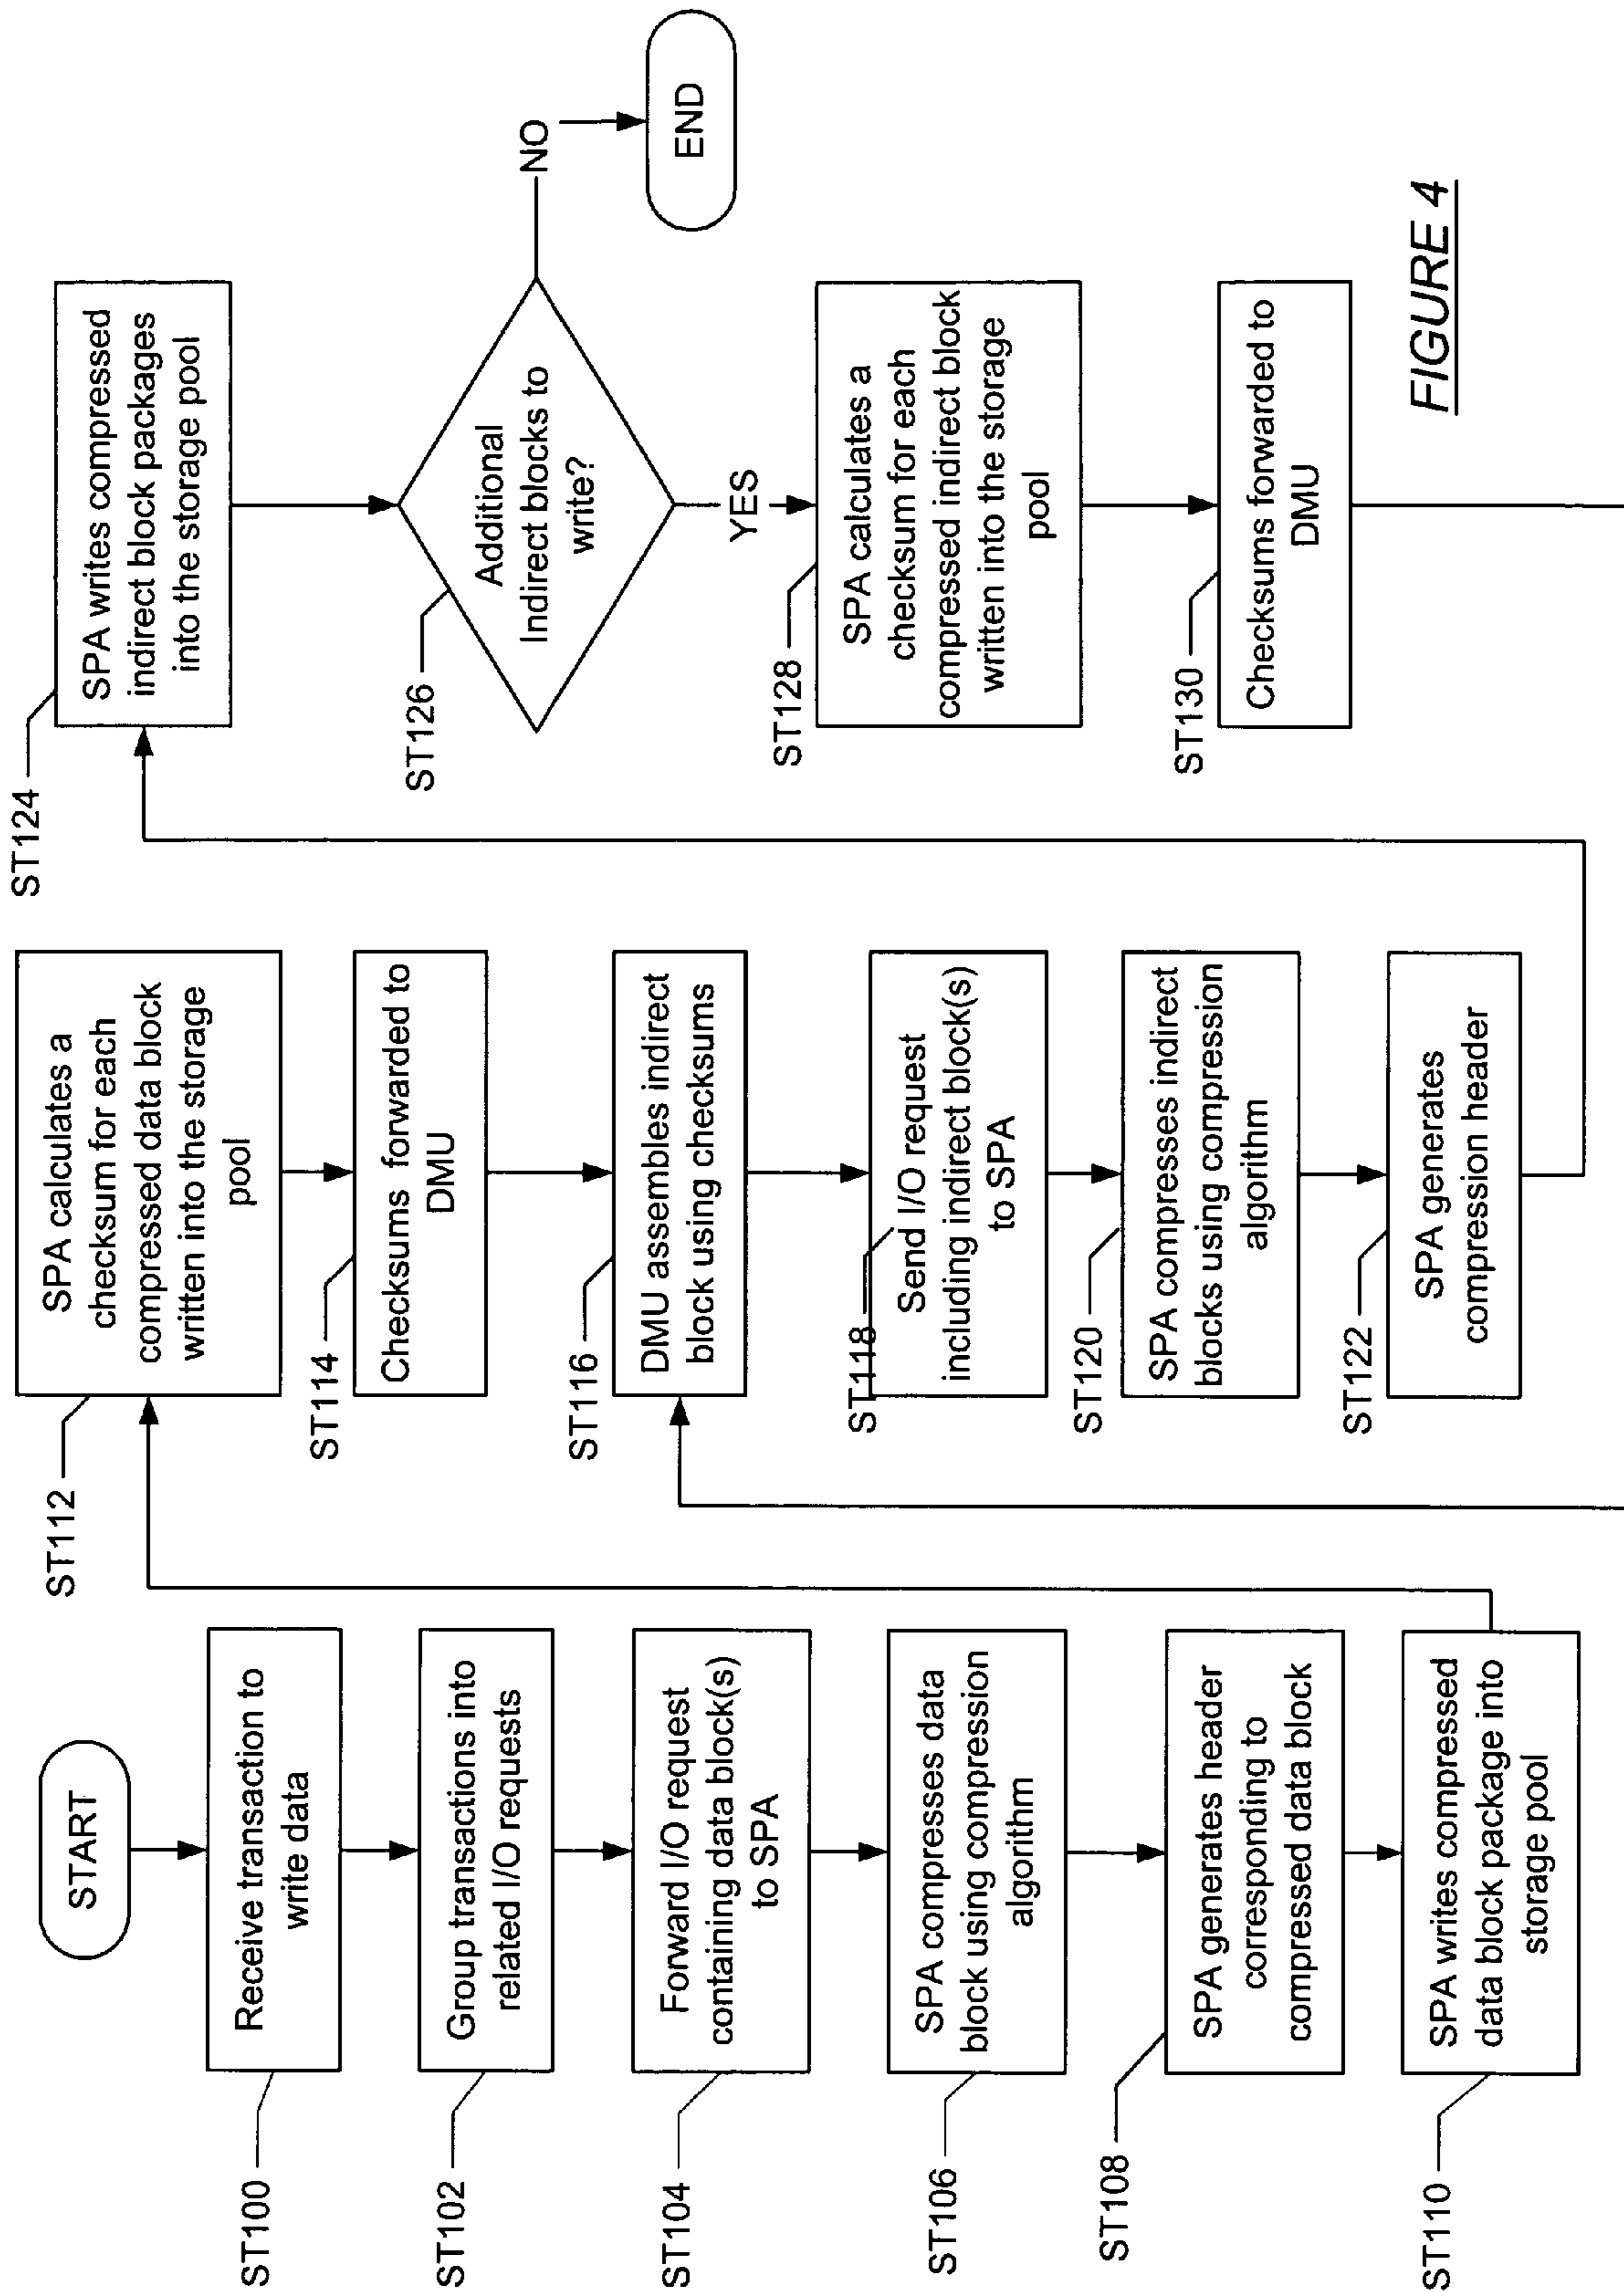 START
ST100
Receive transaction to
write data
ST102
Group transactions into
related I/O requests
ST104
Forward I/O request
containing data block(s)
to SPA
ST106
SPA compresses data
block using compression
algorithm
ST108
SPA generates header
corresponding to
compressed data block
ST110
SPA writes compressed
data block package into
storage pool
ST112
SPA calculates a
checksum for each
compressed data block
written into the storage
pool
ST114
Checksums forwarded to
DMU
ST116
DMU assembles indirect
block using checksums
ST118
Send I/O request
including indirect block(s)
to SPA
ST120
SPA compresses indirect
blocks using compression
algorithm
ST122
SPA generates
compression header
ST124
SPA writes compressed
indirect block packages
into the storage pool
ST126
Additional
Indirect blocks to
write?
NO
END
YES
ST128
SPA calculates a
checksum for each
compressed indirect block
written into the storage
pool
ST130
Checksums forwarded to
DMU
FIGURE 4